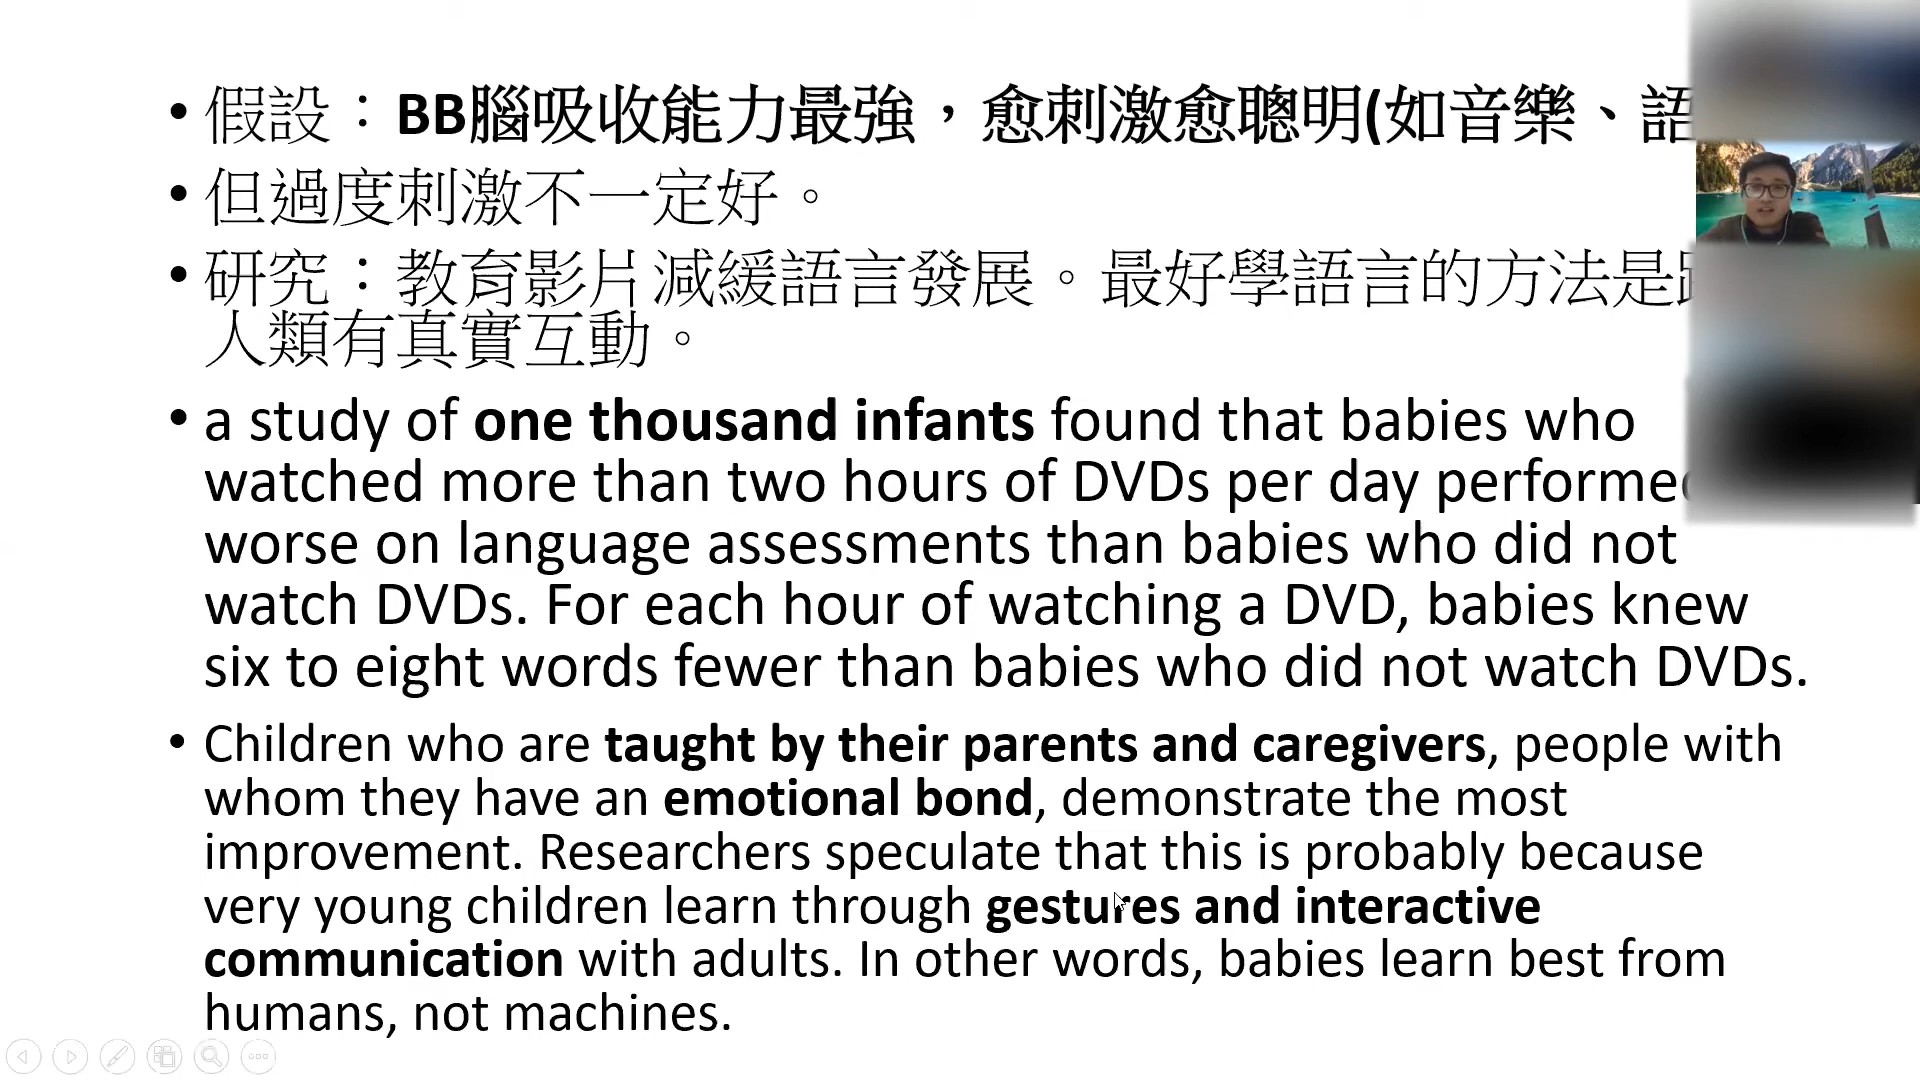 • 假設：BB腦吸收能力最強，愈刺激愈聰明(如音樂、語
• 但過度刺激不一定好。
• 研究：教育影片減緩語言發展。最好學語言的方法是
人類有真實互動。
• a study of one thousand infants found that babies who
watched more than two hours of DVDs per day performed
worse on language assessments than babies who did not
watch DVDs. For each hour of watching a DVD, babies knew
six to eight words fewer than babies who did not watch DVDs.
• Children who are taught by their parents and caregivers, people with
whom they have an emotional bond, demonstrate the most
improvement. Researchers speculate that this is probably because
very young children learn through gestures and interactive
communication with adults. In other words, babies learn best from
humans, not machines.